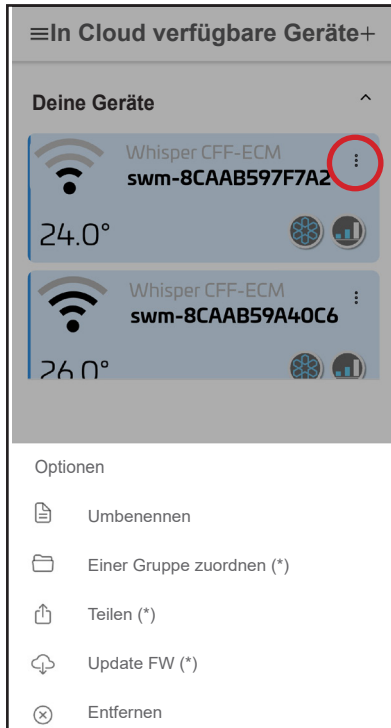 In Cloud verfügbare Geräte+
Deine Geräte
Whisper CFF-ECM
swm-8CAAB597F7A2
24.0°
Whisper CFF-ECM
swm-8CAAB59A40C6
26.0°
Optionen
Umbenennen
Einer Gruppe zuordnen (*)
Teilen (*)
Update FW (*)
Entfernen